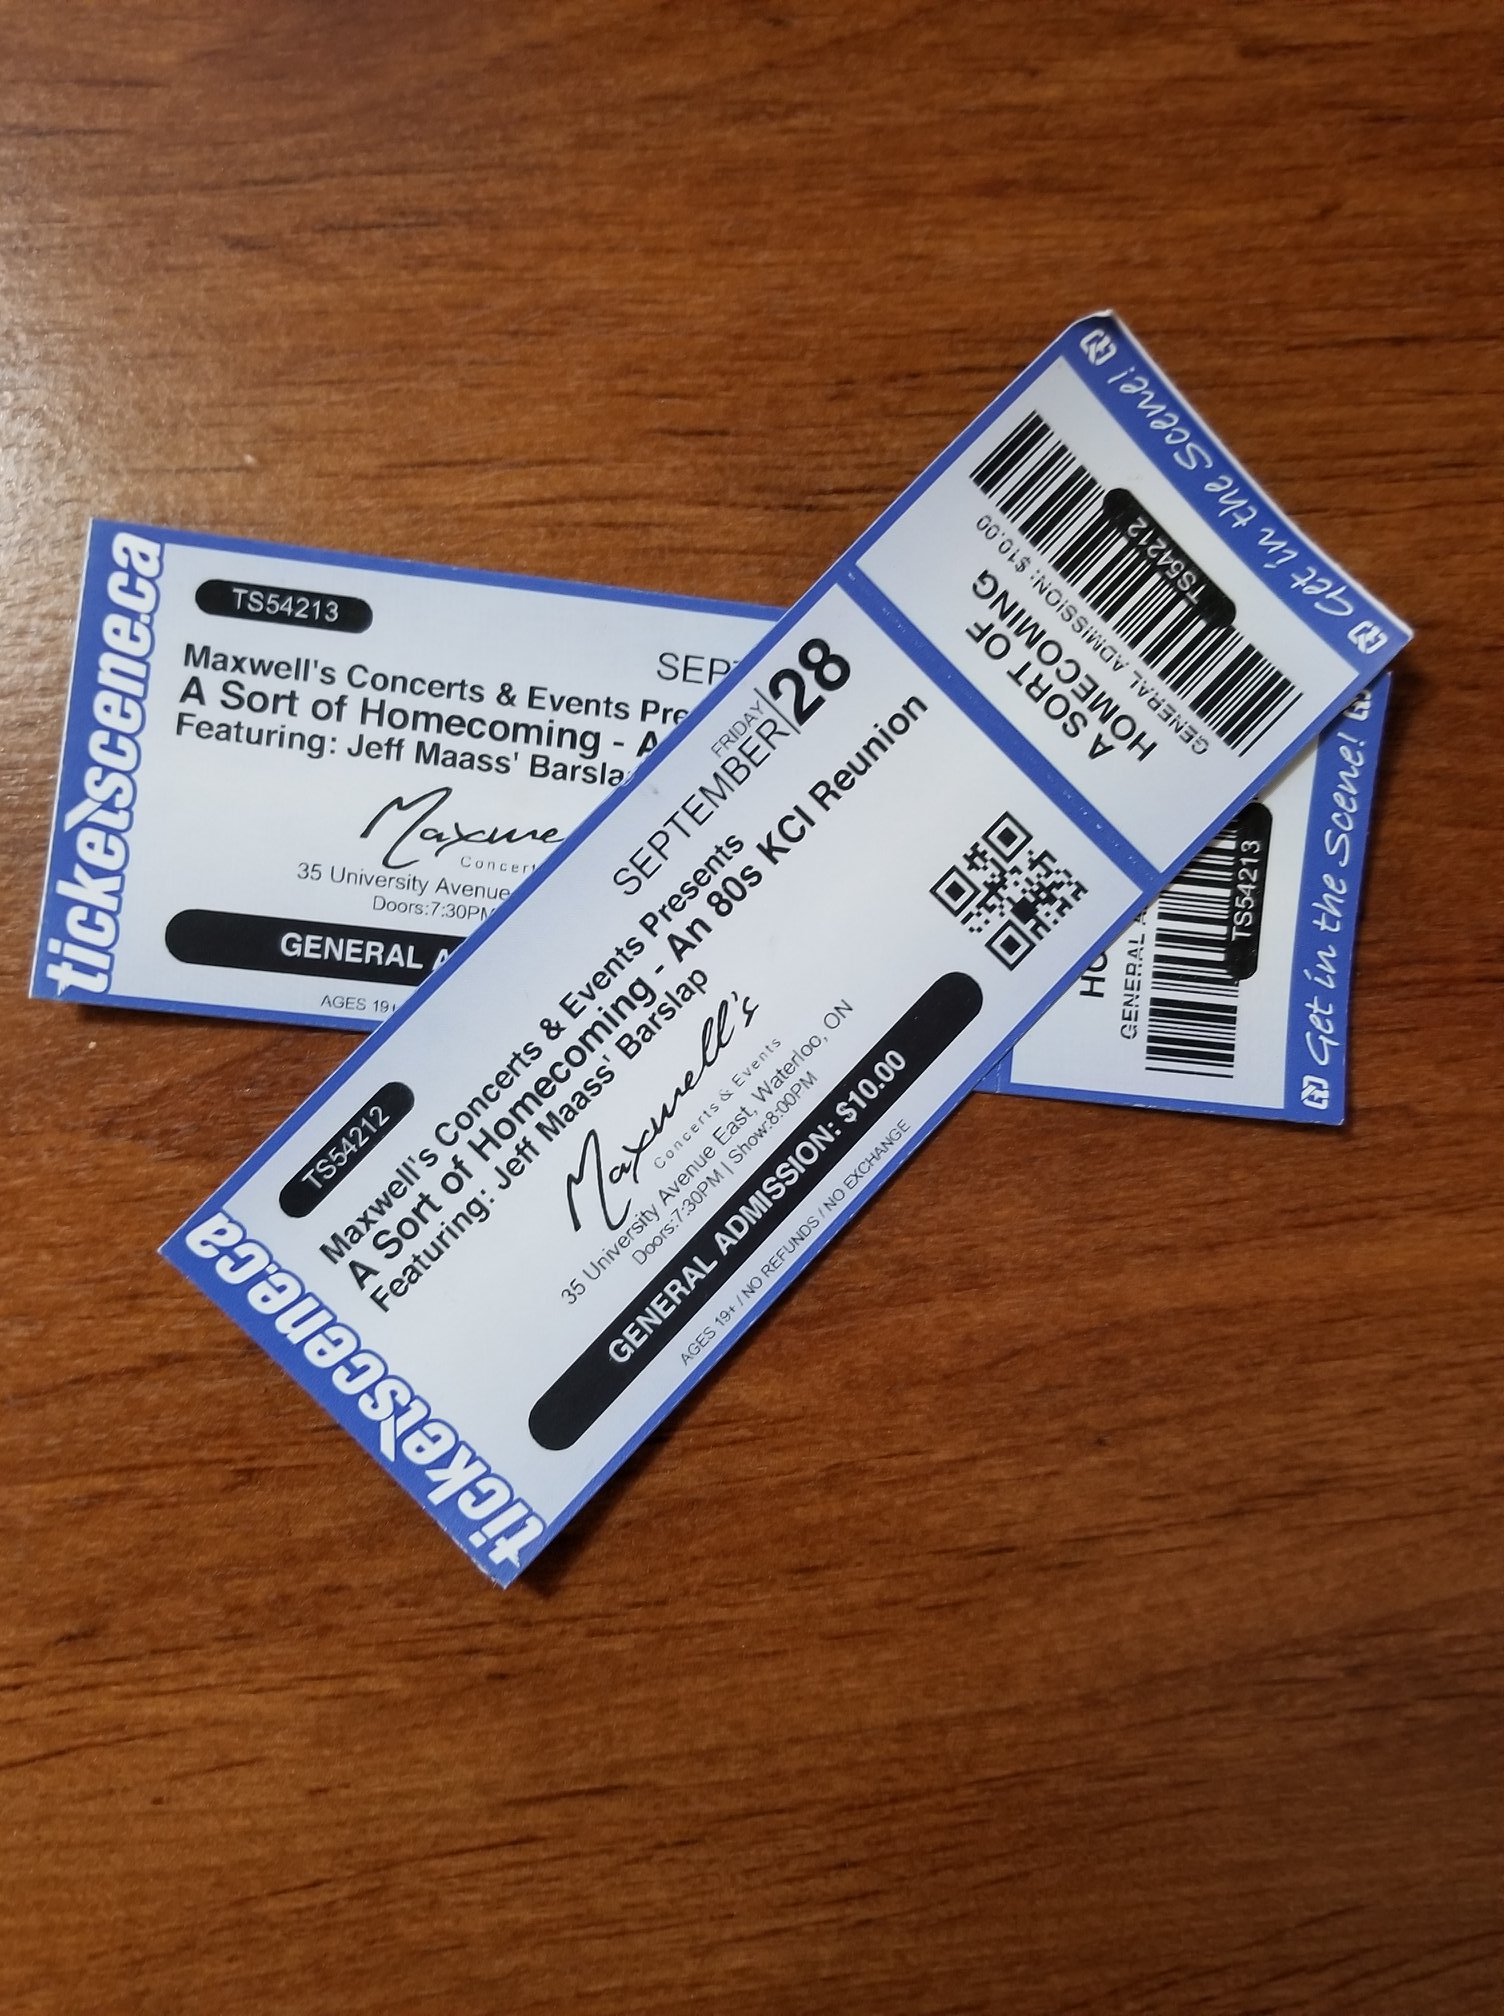 ticketscene.ca
TS54213
SEPT
Maxwell's Concerts & Events Pre
A Sort of Homecoming - A
Featuring: Jeff Maass' Barslap
Maxwe
Concert
35 University Avenue
Doors:7:30PM
GENERAL A
AGES 19+
HO
GENERAL A
TS54213
Get in the Scene!
ticketscene.ca
TS54212
FRIDAY
SEPTEMBER 28
Maxwell's Concerts & Events Presents
A Sort of Homecoming - An 80s KCI Reunion
Featuring: Jeff Maass' Barslap
Maxwell's
Concerts & Events
35 University Avenue East, Waterloo, ON
Doors:7:30PM | Show:8:00PM
GENERAL ADMISSION: $10.00
AGES 19+ / NO REFUNDS / NO EXCHANGE
A SORT OF
HOMECOMING
GENERAL ADMISSION: $10.00
TS54212
Get in the Scene!